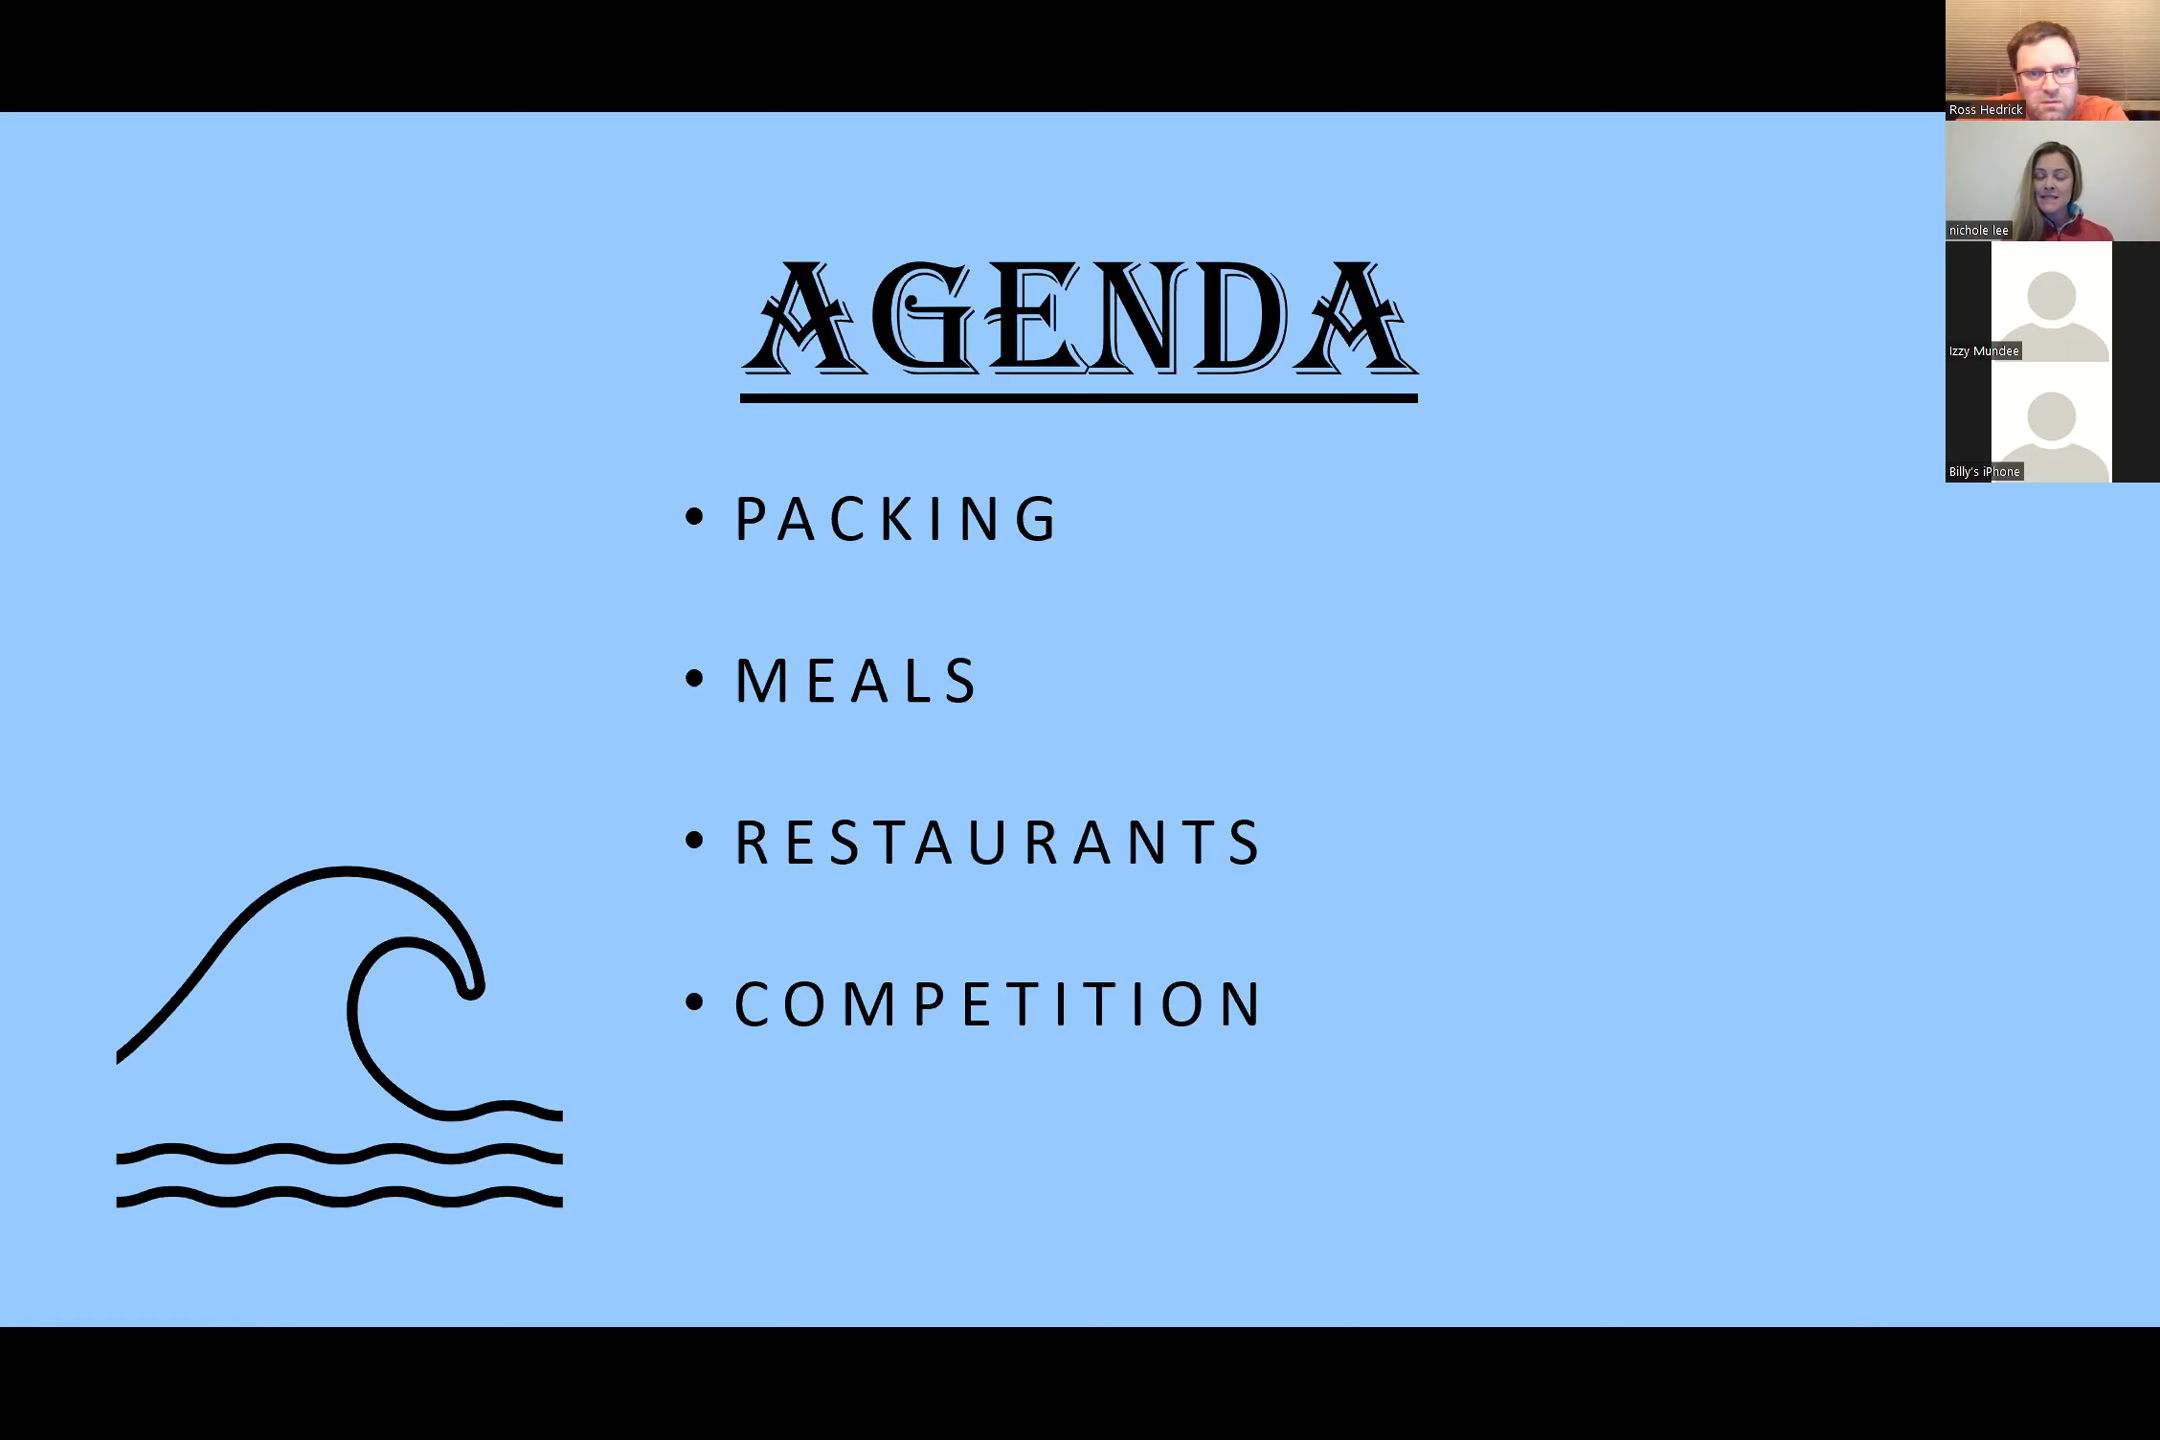 AGENDA
• PACKING
• MEALS
• RESTAURANTS
• COMPETITION
Ross Hedrick
nichole lee
Izzy Mundee
Billy's iPhone